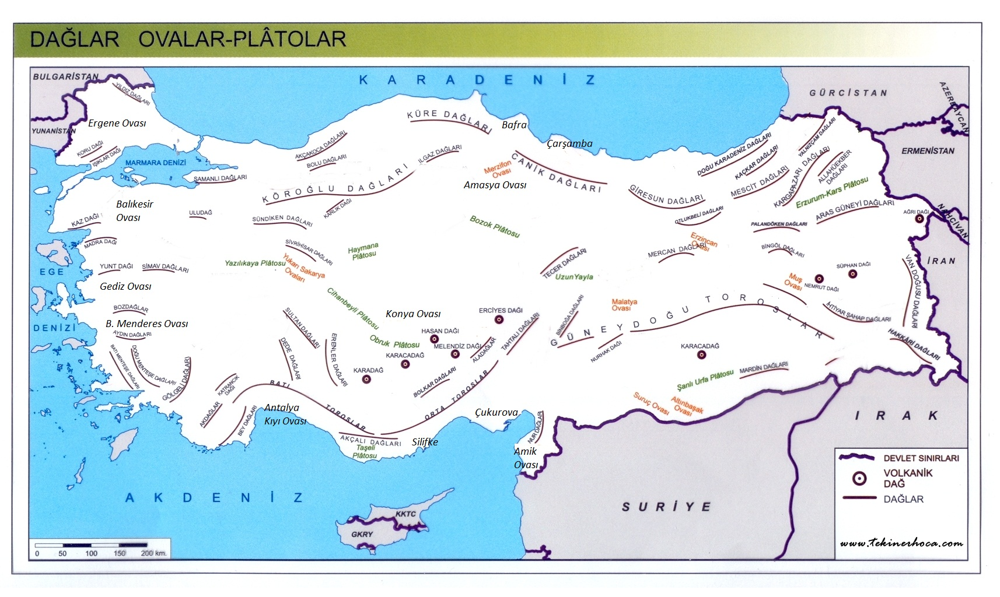 DAĞLAR OVALAR-PLÂTOLAR
BULGARİSTAN
KARADENİZ
GÜRCİSTAN
AZERBAYCAN
YILDIZ DAĞLARI
YUNANİSTAN
Ergene Ovası
KÜRE DAĞLARI
Bafra
Çarşamba
KORU DAĞI
IŞIKLAR DAĞI
MARMARA DENİZİ
AKÇAKOCA DAĞLARI
BOLU DAĞLARI
ILGAZ DAĞLARI
Merzifon
Ovası
CANİK DAĞLARI
DOĞU KARADENİZ DAĞLARI
KAÇKAR DAĞLARI
YALNIZÇAM DAĞLARI
ERMENİSTAN
SAMANLI DAĞLARI
KÖROĞLU DAĞLARI
Amasya Ovası
GİRESUN DAĞLARI
MESCİT DAĞLARI
KARGAPAZARI DAĞLARI
ALLAHÜEKBER
DAĞLARI
Erzurum-Kars Plâtosu
Balıkesir
Ovası
ULUDAĞ
KARLIK DAĞI
SÜNDİKEN DAĞLARI
Bozok Plâtosu
OTLUKBELİ DAĞLARI
PALANDÖKEN DAĞLARI
ARAS GÜNEYİ DAĞLARI
AĞRI DAĞI
NAHCİVAN
KAZ DAĞI
MADRA DAĞI
SİVRİHİSAR DAĞLARI
Haymana
Plâtosu
Erzincan
Ovası
MERCAN DAĞLARI
BİNGÖL DAĞLARI
İRAN
EGE
YUNT DAĞI
SİMAV DAĞLARI
Yazılıkaya Plâtosu
Yukarı Sakarya
Ovaları
TECER DAĞLARI
UzunYayla
Muş
Ovası
NEMRUT DAĞI
SÜPHAN DAĞI
VAN DOĞUSU DAĞLARI
Gediz Ovası
Cihanbeyli Plâtosu
Malatya
Ovası
BOZDAĞLAR
B. Menderes Ovası
DENİZİ
SULTAN DAĞLARI
Konya Ovası
ERCİYES DAĞI
BİNBOĞA DAĞLARI
GÜNEYDOĞU TOROSLAR
İHTİYAR ŞAHAP DAĞLARI
AYDIN DAĞLARI
Obruk Plâtosu
HASAN DAĞI
MELENDİZ DAĞI
ALADAĞLAR
TAHTALI DAĞLARI
NURHAK DAĞI
KARACADAĞ
HAKKÂRİ DAĞLARI
BATI MENTEŞE DAĞLARI
DOĞU MENTEŞE DAĞLARI
GÖLGELİ DAĞLARI
DEDE DAĞLARI
ERENLER DAĞLARI
KARACADAĞ
KARADAĞ
BOLKAR DAĞLARI
Şanlı Urfa Plâtosu
MARDİN DAĞLARI
KATRANCIK
DAĞI
BATI TOROSLAR
ORTA TOROSLAR
Suruç Ovası
Altınbaşak
Ovası
AKDAĞLAR
BEY DAĞLARI
Antalya
Kıyı Ovası
Çukurova
NUR DAĞLARI
AKÇALI DAĞLARI
Taşeli
Plâtosu
Silifke
Amik
Ovası
IRAK
AKDENİZ
KKTC
GKRY
SURİYE
DEVLET SINIRLARI
VOLKANİK
DAĞ
DAĞLAR
www.tekinerhoca.com
0 50 100 150 200 km.